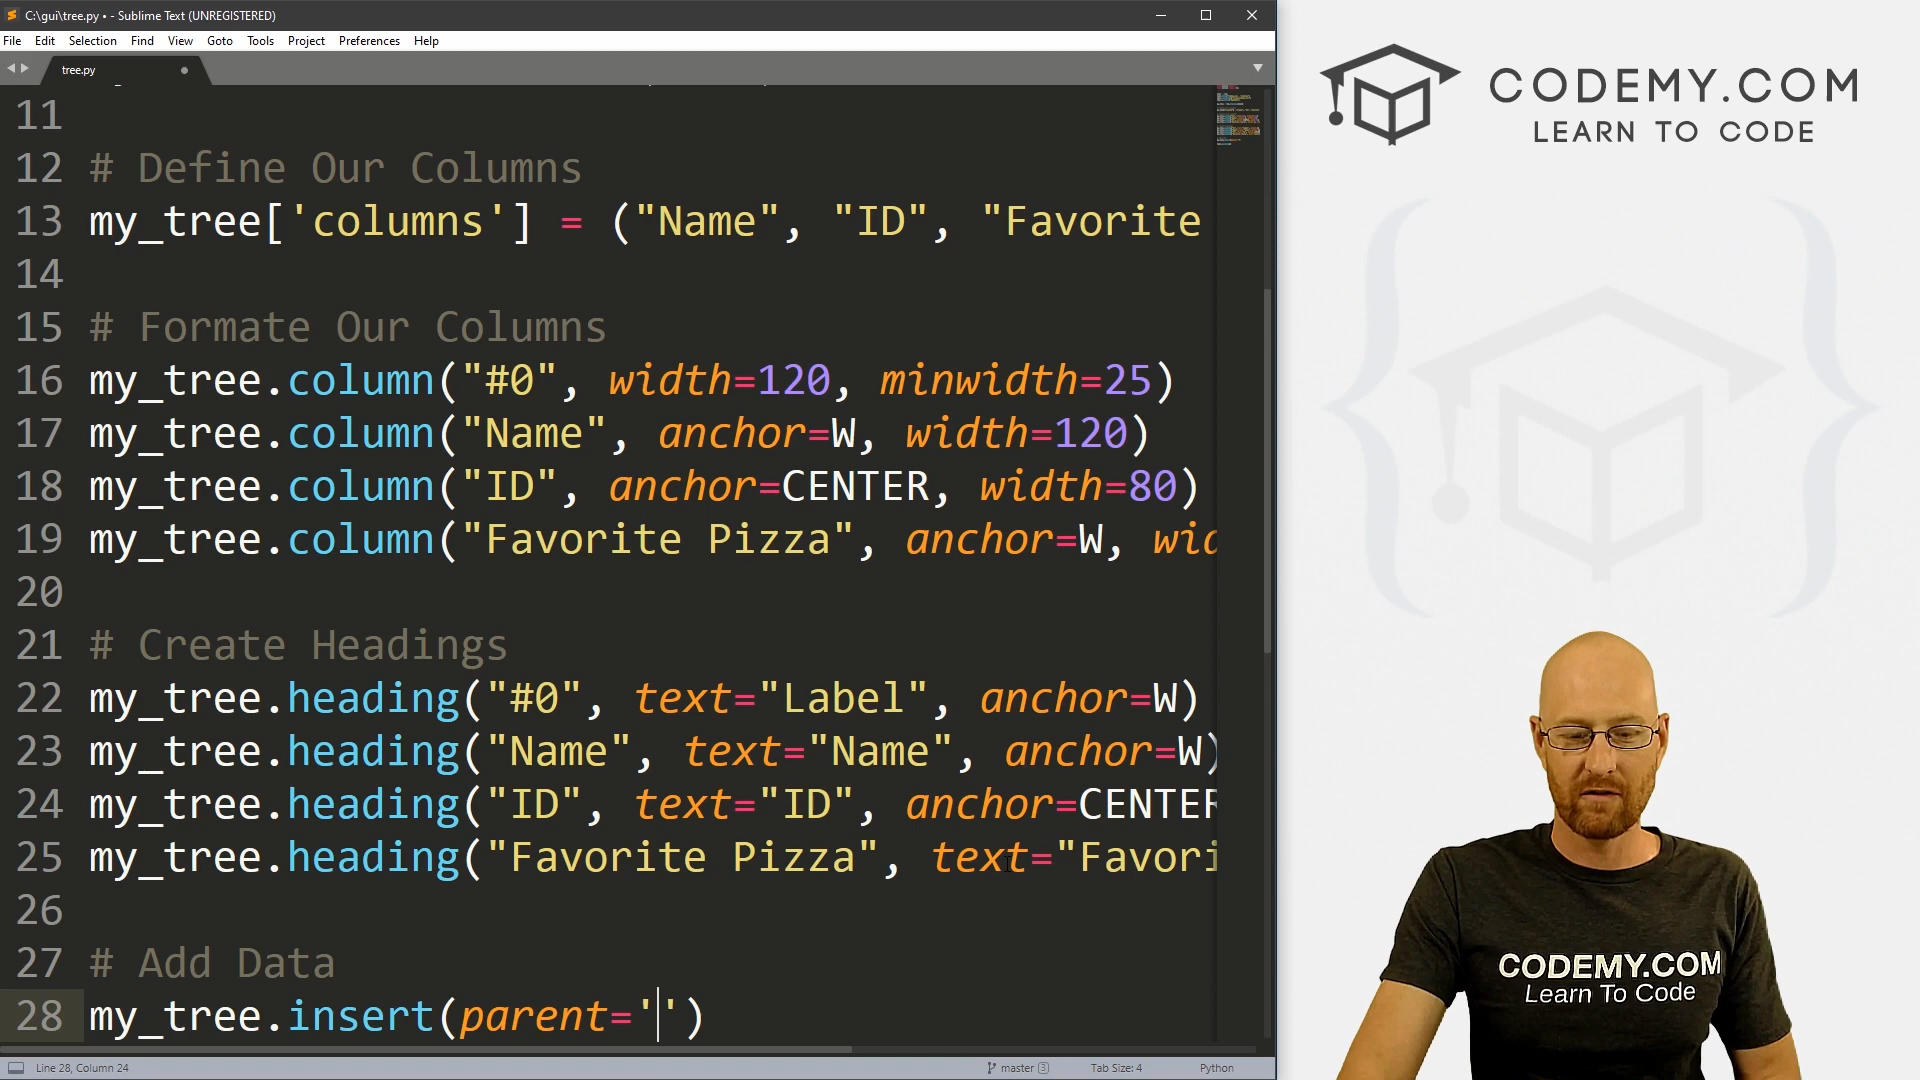 C:\gui\tree.py • - Sublime Text (UNREGISTERED)
File Edit Selection Find View Goto Tools Project Preferences Help
tree.py
11
12 # Define Our Columns
13 my_tree['columns'] = ("Name", "ID", "Favorite
14
15 # Formate Our Columns
16 my_tree.column("#0", width=120, minwidth=25)
17 my_tree.column("Name", anchor=W, width=120)
18 my_tree.column("ID", anchor=CENTER, width=80)
19 my_tree.column("Favorite Pizza", anchor=W, wid
20
21 # Create Headings
22 my_tree.heading("#0", text="Label", anchor=W)
23 my_tree.heading("Name", text="Name", anchor=W)
24 my_tree.heading("ID", text="ID", anchor=CENTER
25 my_tree.heading("Favorite Pizza", text="Favori
26
27 # Add Data
28 my_tree.insert(parent='')
Line 28, Column 24
master 3
Tab Size: 4
Python
CODEMY.COM
LEARN TO CODE
CODEMY.COM
Learn To Code